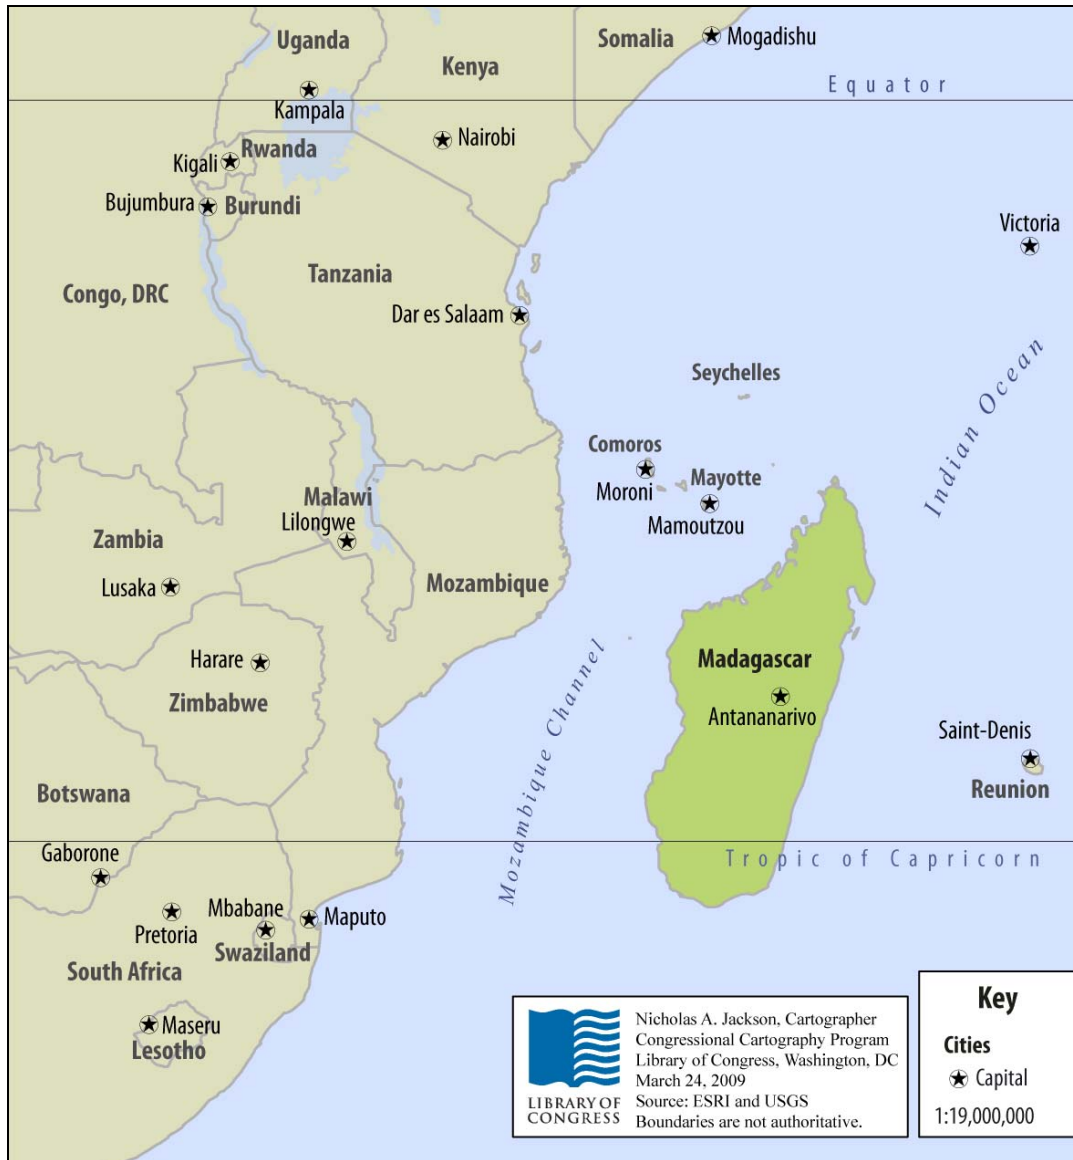 Uganda
Somalia
Mogadishu
Kenya
Equator
Kampala
Nairobi
Rwanda
Kigali
Bujumbura
Burundi
Victoria
Tanzania
Congo, DRC
Dar es Salaam
Seychelles
Indian Ocean
Comoros
Moroni
Mayotte
Mamoutzou
Malawi
Lilongwe
Zambia
Lusaka
Mozambique
Harare
Zimbabwe
Mozambique Channel
Madagascar
Antananarivo
Saint-Denis
Reunion
Botswana
Gaborone
Tropic of Capricorn
Mbabane
Maputo
Pretoria
Swaziland
South Africa
Maseru
Lesotho
LIBRARY OF
CONGRESS
Nicholas A. Jackson, Cartographer
Congressional Cartography Program
Library of Congress, Washington, DC
March 24, 2009
Source: ESRI and USGS
Boundaries are not authoritative.
Key
Cities
Capital
1:19,000,000